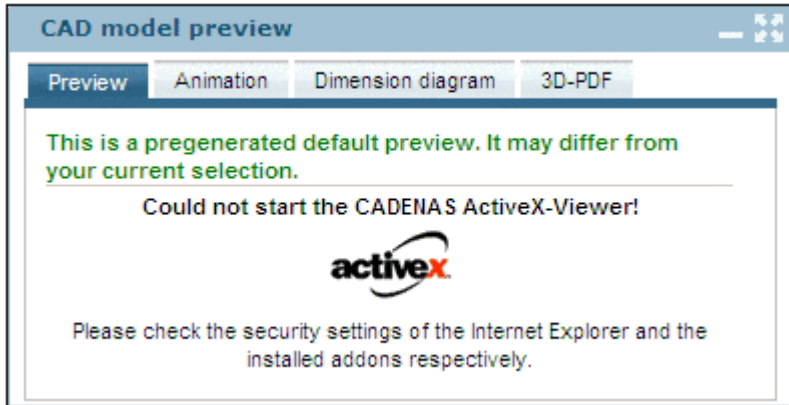 CAD model preview
Preview Animation Dimension diagram 3D-PDF
This is a pregenerated default preview. It may differ from
your current selection.
Could not start the CADENAS ActiveX-Viewer!
activex
Please check the security settings of the Internet Explorer and the
installed addons respectively.